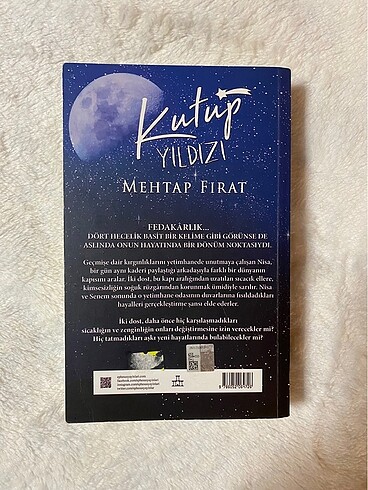 Kutup
YILDIZI
MEHTAP FIRAT
FEDAKÂRLIK...
DÖRT HECELİK BASİT BİR KELİME GİBİ GÖRÜNSE DE
ASLINDA ONUN HAYATINDA BİR DÖNÜM NOKTASIYDI.
Geçmişe dair kırgınlıklarını yetimhanede unutmaya çalışan Nisa,
bir gün aynı kaderi paylaştığı arkadaşıyla farklı bir dünyanın
kapısını aralar. İki dost, bu kapı aralığından uzatılan sıcacık ellere,
kimsesizliğin soğuk rüzgârından korunmak ümidiyle sarılır. Nisa
ve Senem sonunda o yetimhane odasının duvarlarına fısıldadıkları
hayalleri gerçekleştirme şansı elde ederler.
İki dost, daha önce hiç karşılaşmadıkları
sıcaklığın ve zenginliğin onları değiştirmesine izin verecekler mi?
Hiç tatmadıkları aşkı yeni hayatlarında bulabilecekler mi?